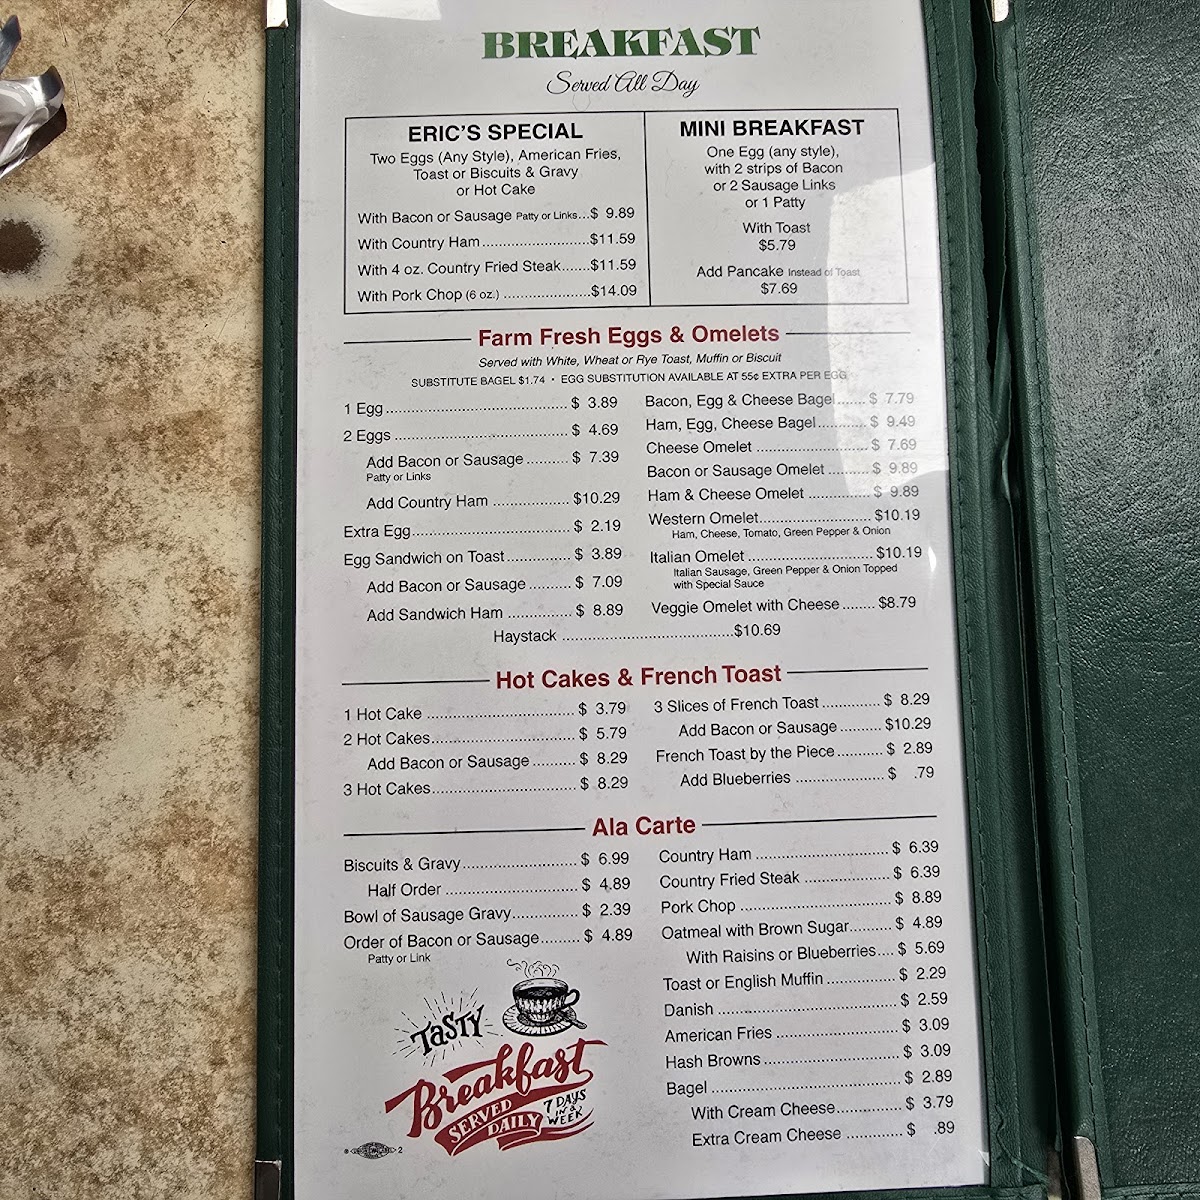 BREAKFAST
Served All Day
ERIC'S SPECIAL
Two Eggs (Any Style), American Fries,
Toast or Biscuits & Gravy
or Hot Cake
With Bacon or Sausage Patty or Links...$ 9.89
With Country Ham..........................$11.59
With 4 oz. Country Fried Steak.......$11.59
With Pork Chop (6 oz.) .....................$14.09
MINI BREAKFAST
One Egg (any style),
with 2 strips of Bacon
or 2 Sausage Links
or 1 Patty
With Toast
$5.79
Add Pancake Instead of Toast
$7.69
Farm Fresh Eggs & Omelets
Served with White, Wheat or Rye Toast, Muffin or Biscuit
SUBSTITUTE BAGEL $1.74 • EGG SUBSTITUTION AVAILABLE AT 55¢ EXTRA PER EGG
1 Egg.......................................... $ 3.89
2 Eggs ........................................ $ 4.69
Add Bacon or Sausage .......... $ 7.39
Patty or Links
Add Country Ham ..................$10.29
Extra Egg..................................... $ 2.19
Egg Sandwich on Toast............... $ 3.89
Add Bacon or Sausage .......... $ 7.09
Add Sandwich Ham ............... $ 8.89
Bacon, Egg & Cheese Bagel....... $ 7.79
Ham, Egg, Cheese Bagel............ $ 9.49
Cheese Omelet .......................... $ 7.69
Bacon or Sausage Omelet .......... $ 9.89
Ham & Cheese Omelet ............... $ 9.89
Western Omelet..........................$10.19
Ham, Cheese, Tomato, Green Pepper & Onion
Italian Omelet .............................$10.19
Italian Sausage, Green Pepper & Onion Topped
with Special Sauce
Veggie Omelet with Cheese ........$8.79
Haystack ........................................$10.69
Hot Cakes & French Toast
1 Hot Cake ................................... $ 3.79
2 Hot Cakes.................................. $ 5.79
Add Bacon or Sausage .......... $ 8.29
3 Hot Cakes.................................. $ 8.29
3 Slices of French Toast .............. $ 8.29
Add Bacon or Sausage ..........$10.29
French Toast by the Piece........... $ 2.89
Add Blueberries ...................... $ .79
Ala Carte
Biscuits & Gravy........................... $ 6.99
Half Order ............................... $ 4.89
Bowl of Sausage Gravy................ $ 2.39
Order of Bacon or Sausage......... $ 4.89
Patty or Link
Country Ham ............................... $ 6.39
Country Fried Steak .................... $ 6.39
Pork Chop ................................... $ 8.89
Oatmeal with Brown Sugar.......... $ 4.89
With Raisins or Blueberries.... $ 5.69
Toast or English Muffin ................ $ 2.29
Danish ......................................... $ 2.59
American Fries ............................ $ 3.09
Hash Browns ............................... $ 3.09
Bagel ........................................... $ 2.89
With Cream Cheese............... $ 3.79
Extra Cream Cheese ............. $ .89
TaSTY
Breakfast
SERVED
DAILY
7 DAYS
IN A
WEEK
2